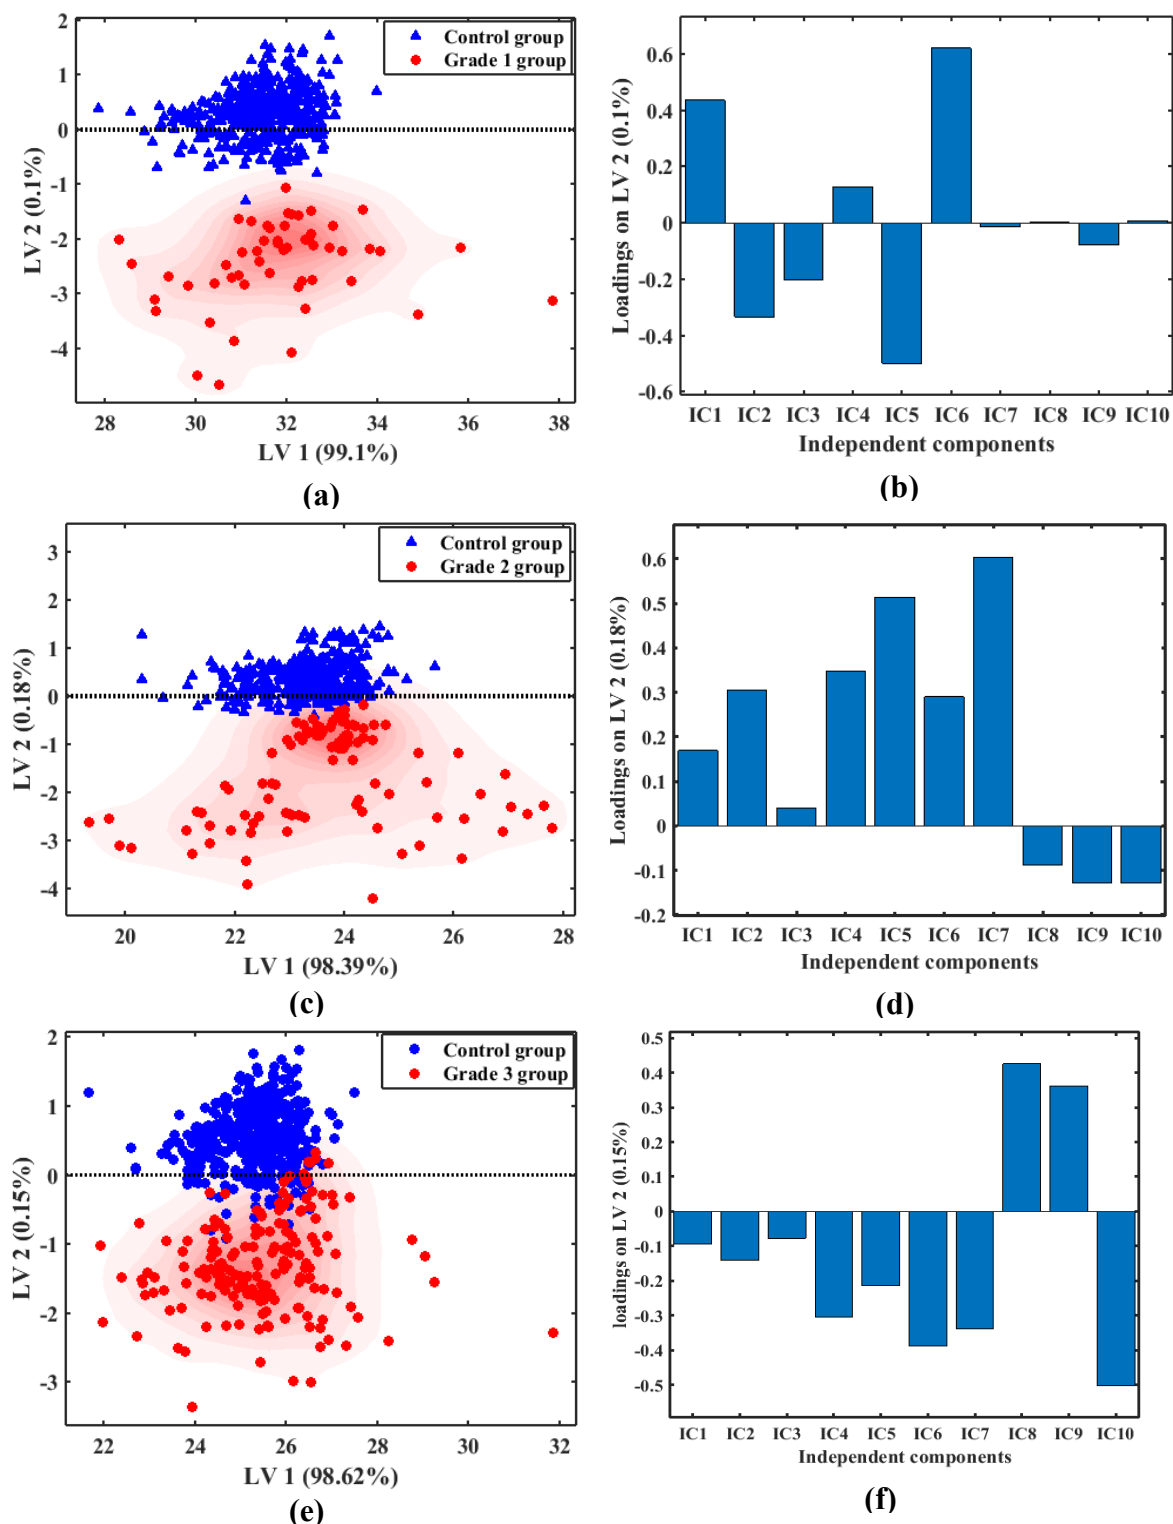 Control group
Grade 1 group
2
1
0
-1
-2
-3
-4
LV 2 (0.1%)
28 30 32 34 36 38
LV 1 (99.1%)
(a)
0.6
0.4
0.2
0
-0.2
-0.4
-0.6
Loadings on LV 2 (0.1%)
IC1 IC2 IC3 IC4 IC5 IC6 IC7 IC8 IC9 IC10
Independent components
(b)
Control group
Grade 2 group
3
2
1
0
-1
-2
-3
-4
LV 2 (0.18%)
20 22 24 26 28
LV 1 (98.39%)
(c)
0.6
0.5
0.4
0.3
0.2
0.1
0
-0.1
-0.2
Loadings on LV 2 (0.18%)
IC1 IC2 IC3 IC4 IC5 IC6 IC7 IC8 IC9 IC10
Independent components
(d)
Control group
Grade 3 group
2
1
0
-1
-2
-3
LV 2 (0.15%)
22 24 26 28 30 32
LV 1 (98.62%)
(e)
0.5
0.4
0.3
0.2
0.1
0
-0.1
-0.2
-0.3
-0.4
-0.5
loadings on LV 2 (0.15%)
IC1 IC2 IC3 IC4 IC5 IC6 IC7 IC8 IC9 IC10
Independent components
(f)